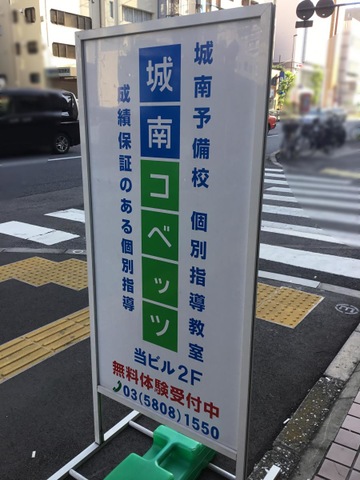 城南予備校 個別指導教室
城南コベッツ
成績保証のある個別指導
当ビル2F
無料体験受付中
03(5808)1550